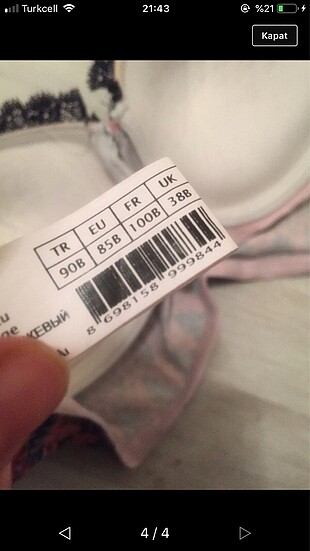 Turkcell 21:43 %21
Kapat
TR EU FR UK
90B 85B 100B 38B
8 698158 999844
КЕВЫЙ
4 / 4